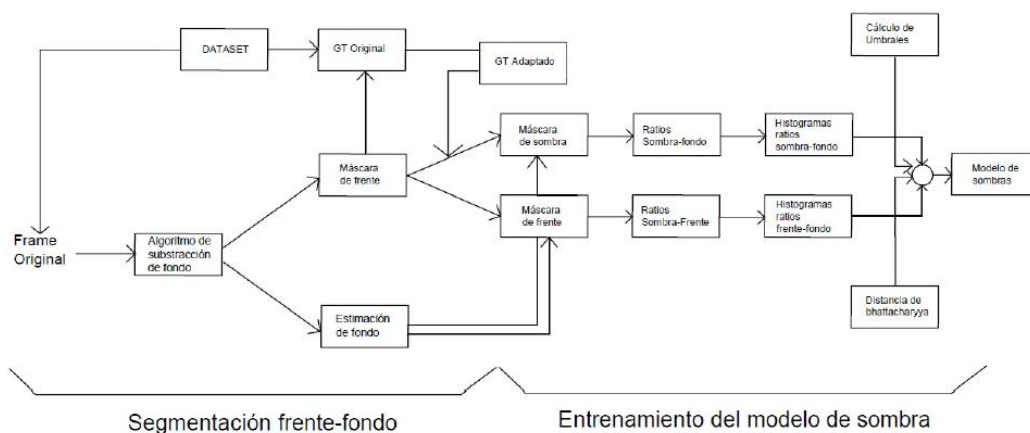 Cálculo de
Umbrales
DATASET
GT Original
GT Adaptado
Máscara
de sombra
Ratios
Sombra-fondo
Histogramas
ratios
sombra-fondo
Máscara
de frente
Modelo de
sombras
Máscara
de frente
Ratios
Sombra-Frente
Histogramas
ratios
frente-fondo
Frame
Original
Algoritmo de
substracción
de fondo
Estimación
de fondo
Distancia de
bhattacharyya
Segmentación frente-fondo
Entrenamiento del modelo de sombra